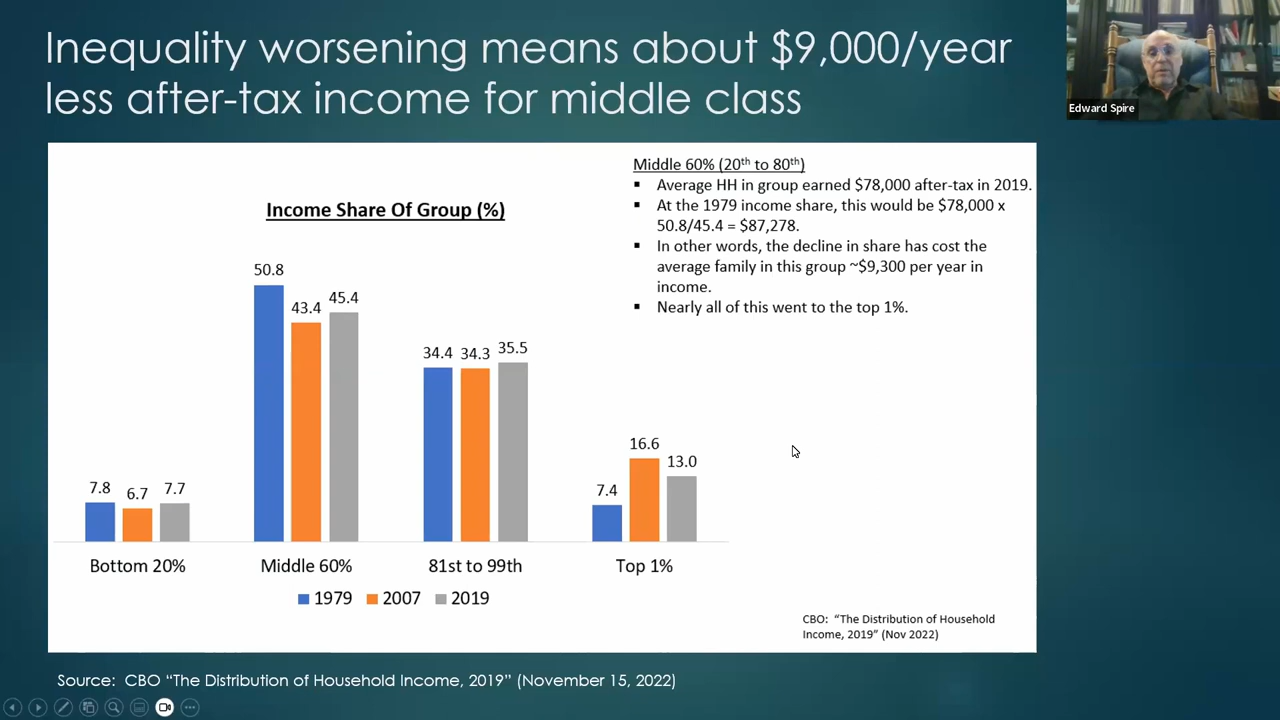 Inequality worsening means about $9,000/year
less after-tax income for middle class
Edward Spire
Middle 60% (20th to 80th)
▪ Average HH in group earned $78,000 after-tax in 2019.
▪ At the 1979 income share, this would be $78,000 x
50.8/45.4 = $87,278.
▪ In other words, the decline in share has cost the
average family in this group ~$9,300 per year in
income.
▪ Nearly all of this went to the top 1%.
Income Share Of Group (%)
7.8 6.7 7.7
50.8 43.4 45.4
34.4 34.3 35.5
7.4 16.6 13.0
Bottom 20% Middle 60% 81st to 99th Top 1%
1979 2007 2019
CBO: “The Distribution of Household
Income, 2019” (Nov 2022)
Source: CBO “The Distribution of Household Income, 2019” (November 15, 2022)